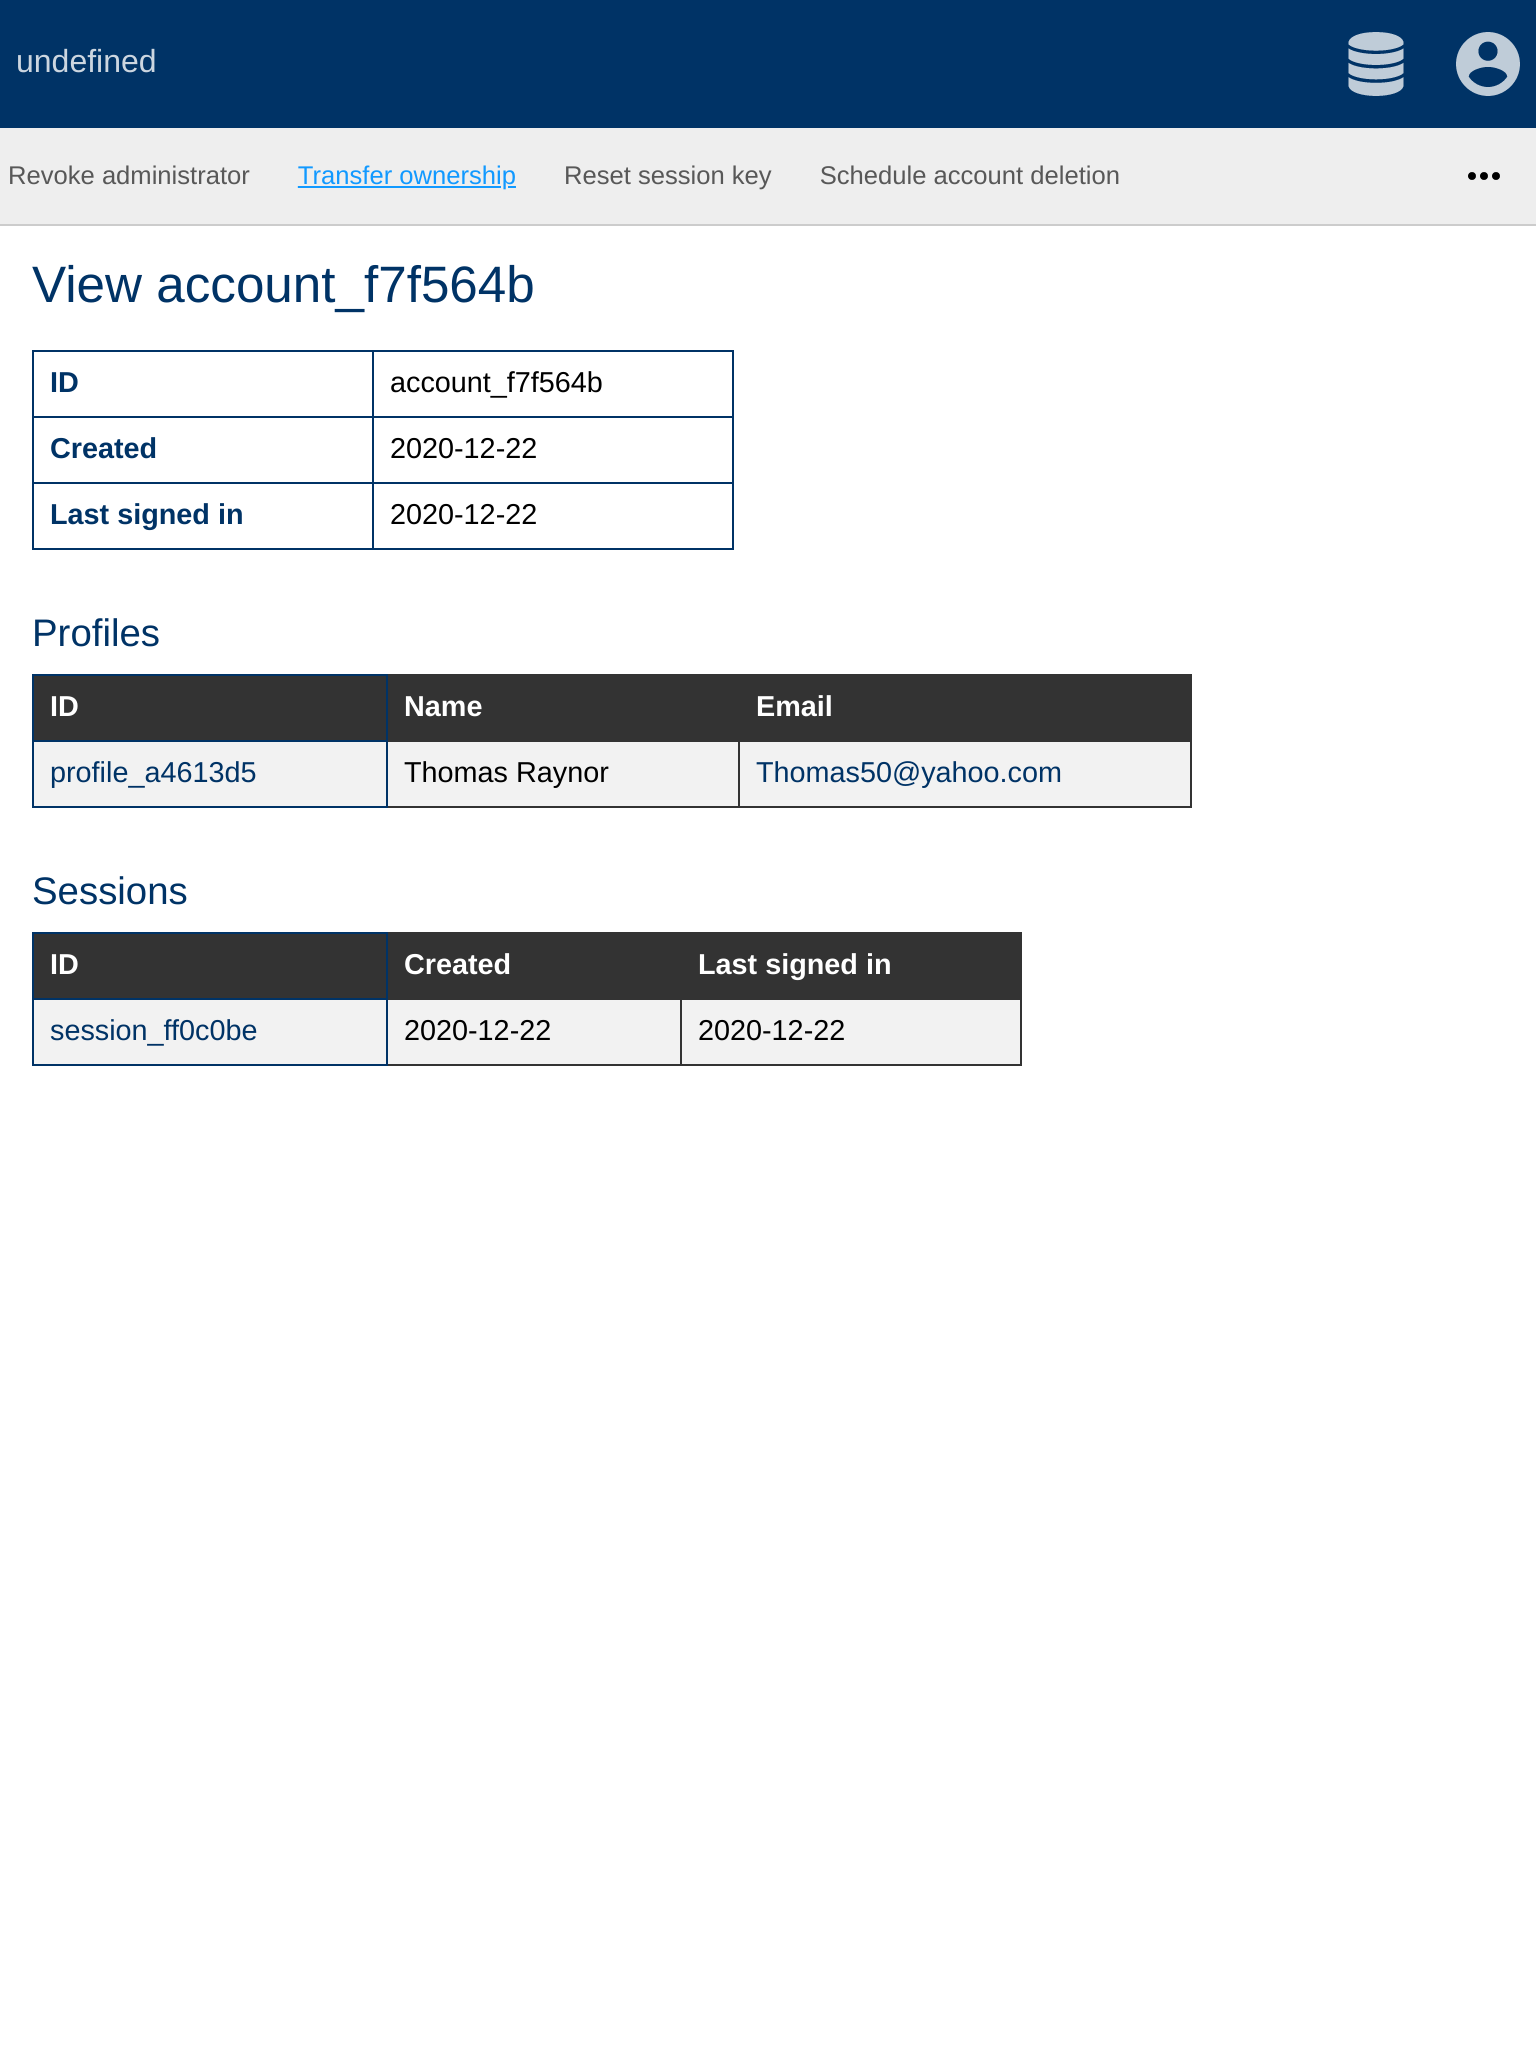 undefined
Revoke administrator Transfer ownership Reset session key Schedule account deletion
View account_f7f564b
ID account_f7f564b
Created 2020-12-22
Last signed in 2020-12-22
Profiles
ID Name Email
profile_a4613d5 Thomas Raynor Thomas50@yahoo.com
Sessions
ID Created Last signed in
session_ff0c0be 2020-12-22 2020-12-22